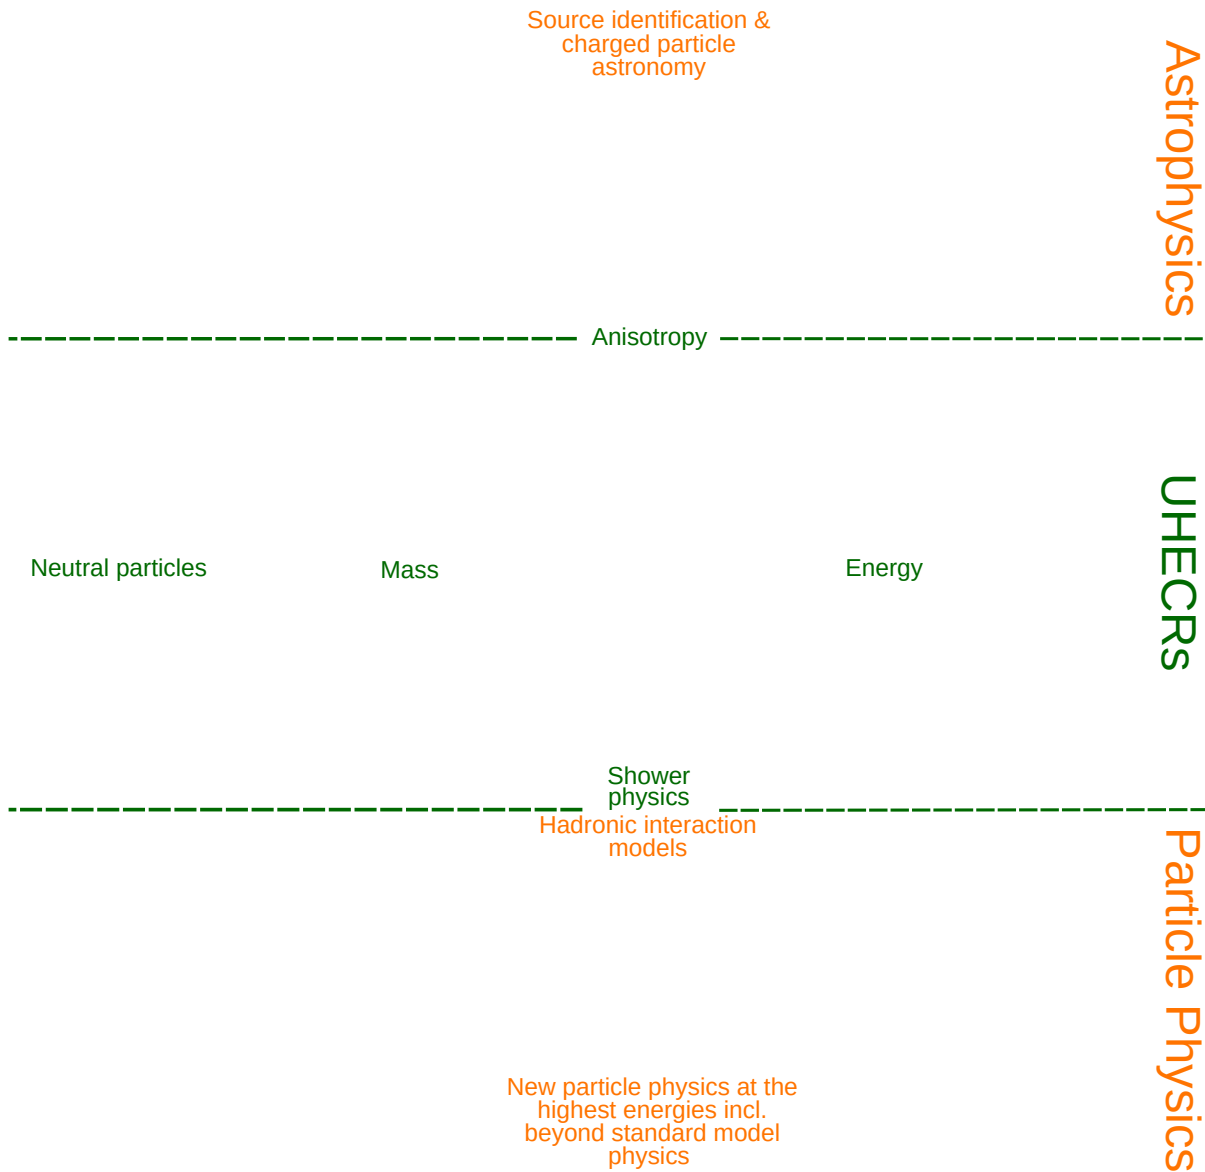 Source identification &
charged particle
astronomy
Astrophysics
Anisotropy
UHECRs
Neutral particles
Mass
Energy
Shower
physics
Hadronic interaction
models
Particle Physics
New particle physics at the
highest energies incl.
beyond standard model
physics